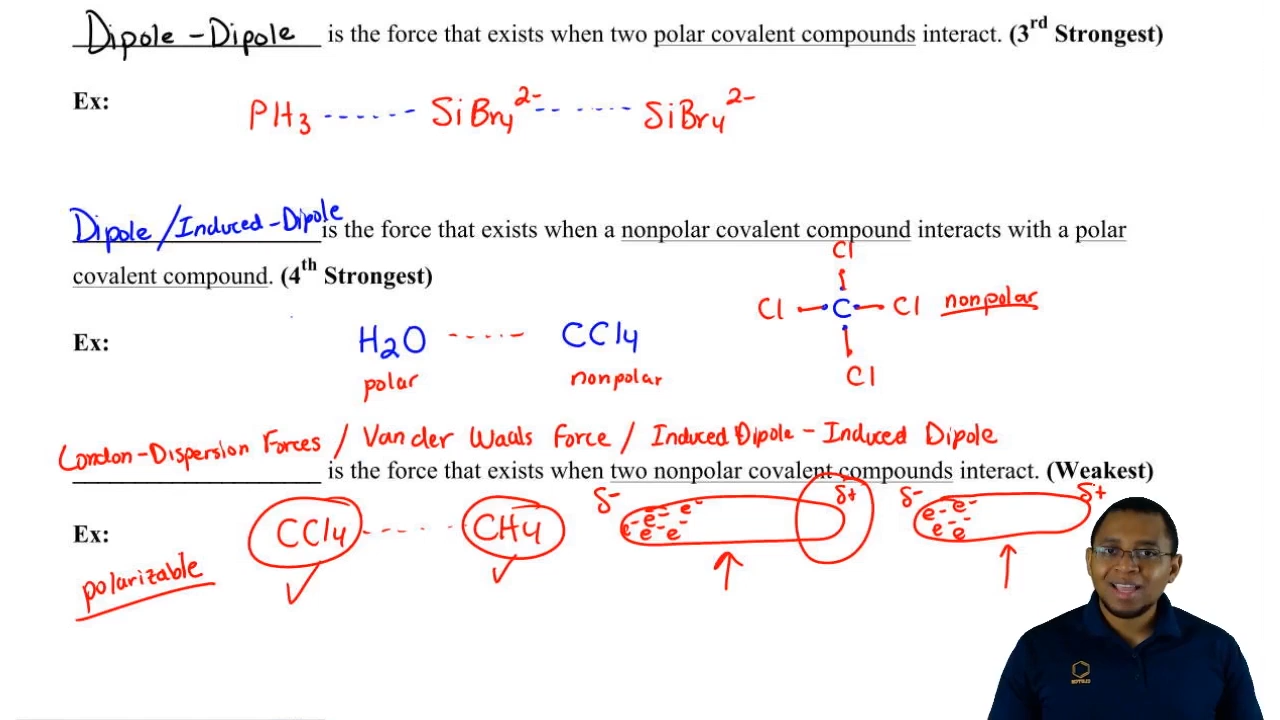 Dipole - Dipole is the force that exists when two polar covalent compounds interact. (3rd Strongest)
Ex: PH3 ------ SiBr4 2- -- ----- SiBr4 2-
Dipole / Induced - Dipole is the force that exists when a nonpolar covalent compound interacts with a polar
covalent compound. (4th Strongest)
Cl
Cl — C — Cl nonpolar
Cl
Ex: H2O ----- CCl4
polar nonpolar
London - Dispersion Forces / Van der Waals Force / Induced Dipole - Induced Dipole
is the force that exists when two nonpolar covalent compounds interact. (Weakest)
δ- δ+ δ- δ+
e- e- e- e- e- e- e- e- e-
Ex: CCl4 ----- CH4
polarizable